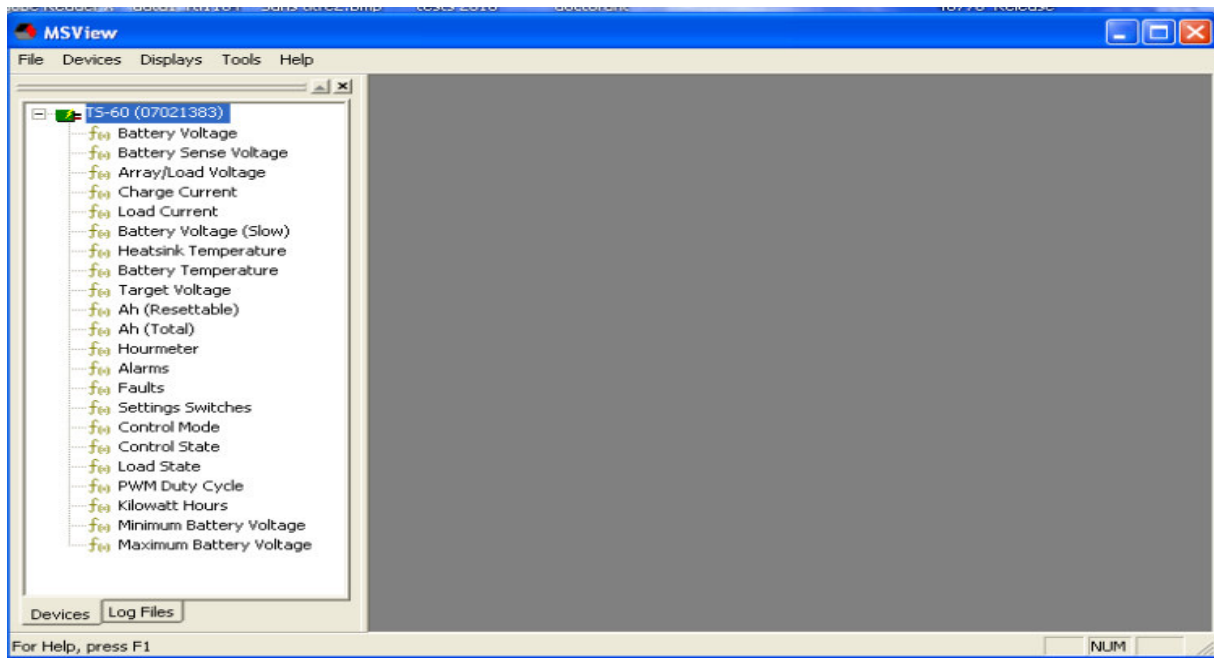 MSView
File Devices Displays Tools Help
TS-60 (07021383)
Battery Voltage
Battery Sense Voltage
Array/Load Voltage
Charge Current
Load Current
Battery Voltage (Slow)
Heatsink Temperature
Battery Temperature
Target Voltage
Ah (Resettable)
Ah (Total)
Hourmeter
Alarms
Faults
Settings Switches
Control Mode
Control State
Load State
PWM Duty Cycle
Kilowatt Hours
Minimum Battery Voltage
Maximum Battery Voltage
Devices Log Files
For Help, press F1 NUM